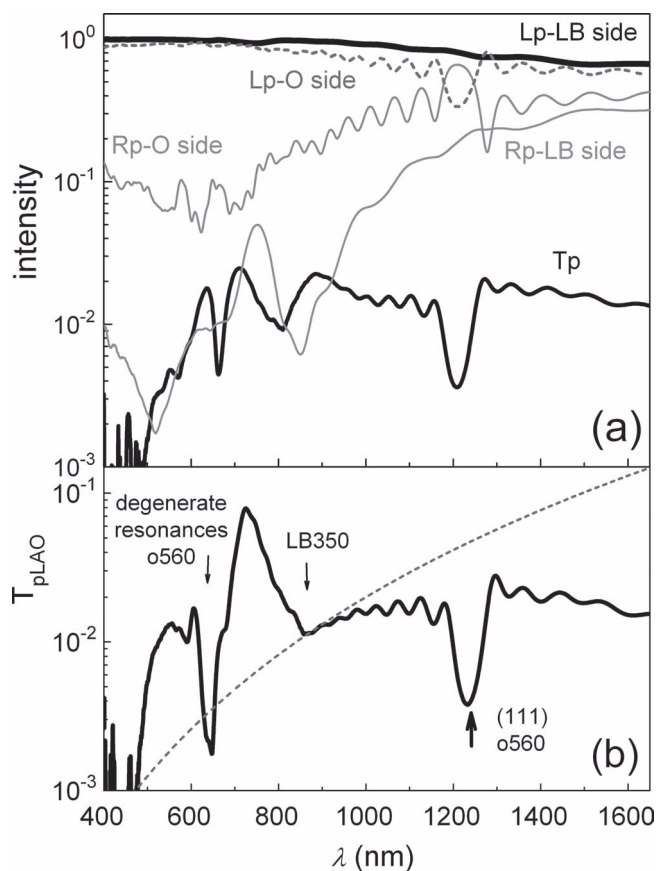 10^0
Lp-LB side
Lp-O side
Rp-O side
Rp-LB side
10^-1
intensity
Tp
10^-2
(a)
10^-3
10^-1
degenerate
resonances
o560
LB350
T_pLAO
10^-2
(111)
o560
(b)
10^-3
400 600 800 1000 1200 1400 1600
λ (nm)